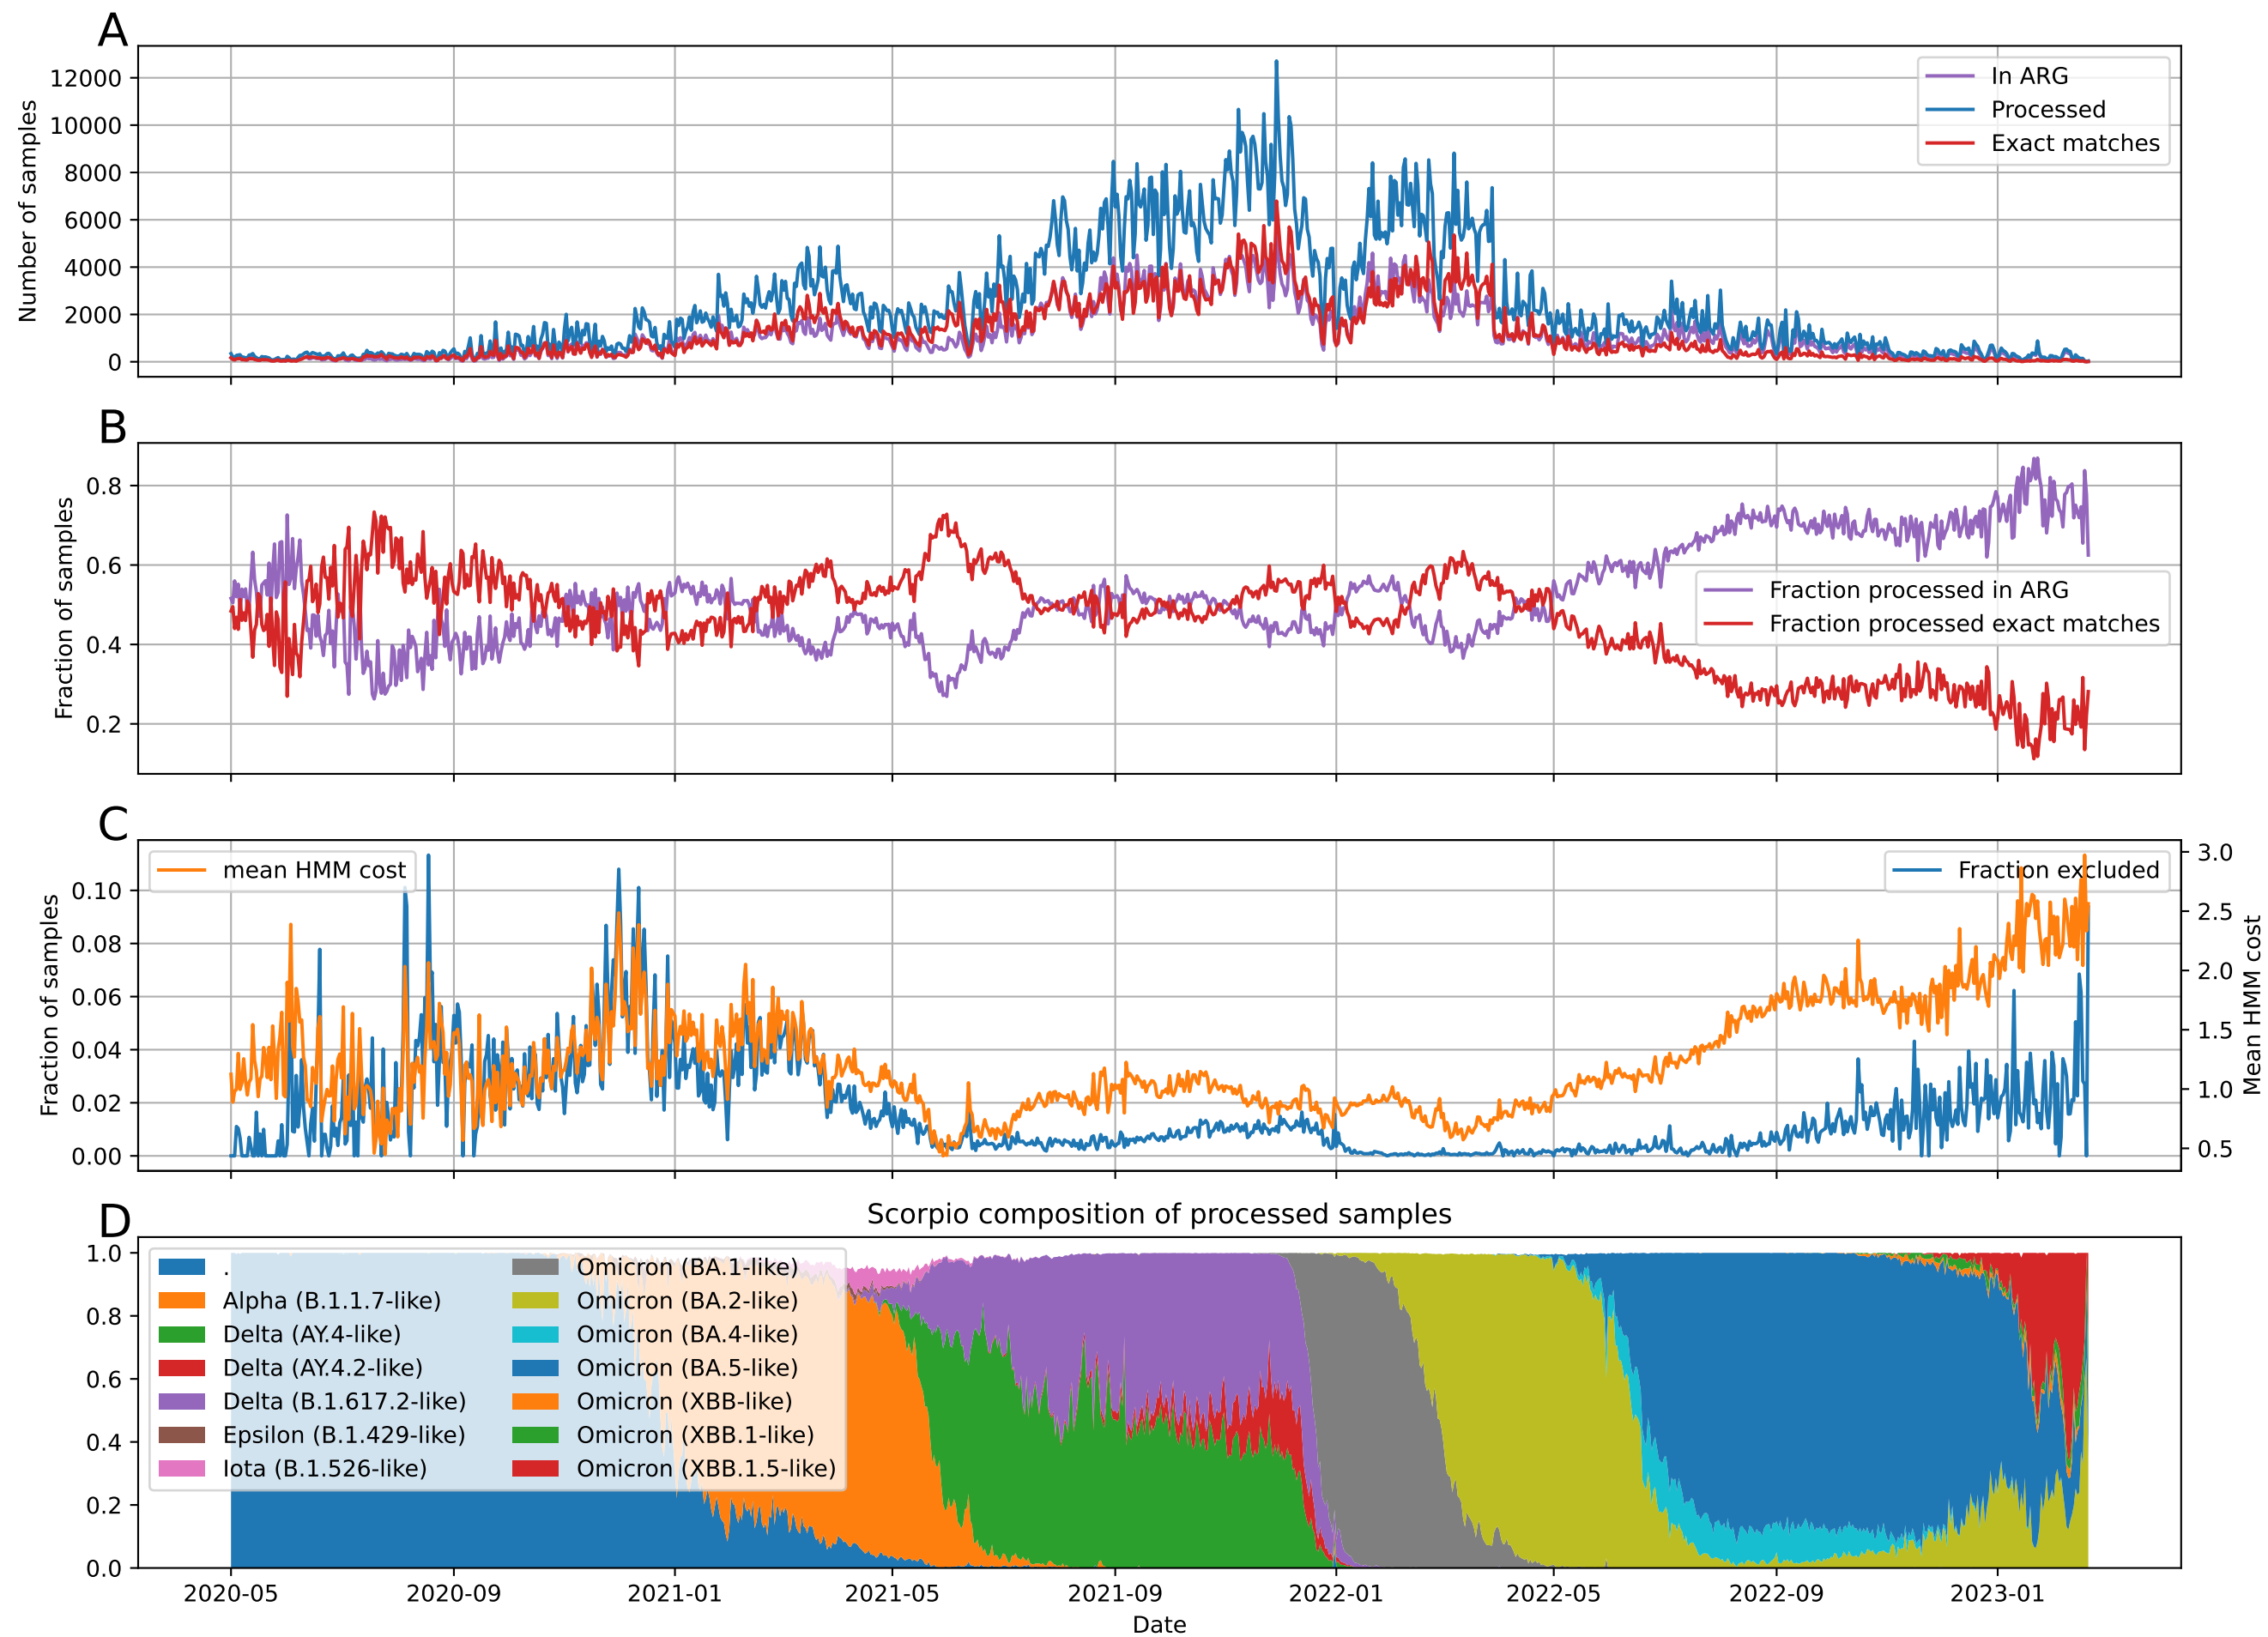 A
Number of samples
12000
10000
8000
6000
4000
2000
0
In ARG
Processed
Exact matches
B
Fraction of samples
0.8
0.6
0.4
0.2
Fraction processed in ARG
Fraction processed exact matches
C
Fraction of samples
0.10
0.08
0.06
0.04
0.02
0.00
mean HMM cost
Fraction excluded
3.0
2.5
2.0
1.5
1.0
0.5
Mean HMM cost
D
Scorpio composition of processed samples
1.0
0.8
0.6
0.4
0.2
0.0
.
Alpha (B.1.1.7-like)
Delta (AY.4-like)
Delta (AY.4.2-like)
Delta (B.1.617.2-like)
Epsilon (B.1.429-like)
Iota (B.1.526-like)
Omicron (BA.1-like)
Omicron (BA.2-like)
Omicron (BA.4-like)
Omicron (BA.5-like)
Omicron (XBB-like)
Omicron (XBB.1-like)
Omicron (XBB.1.5-like)
2020-05 2020-09 2021-01 2021-05 2021-09 2022-01 2022-05 2022-09 2023-01
Date